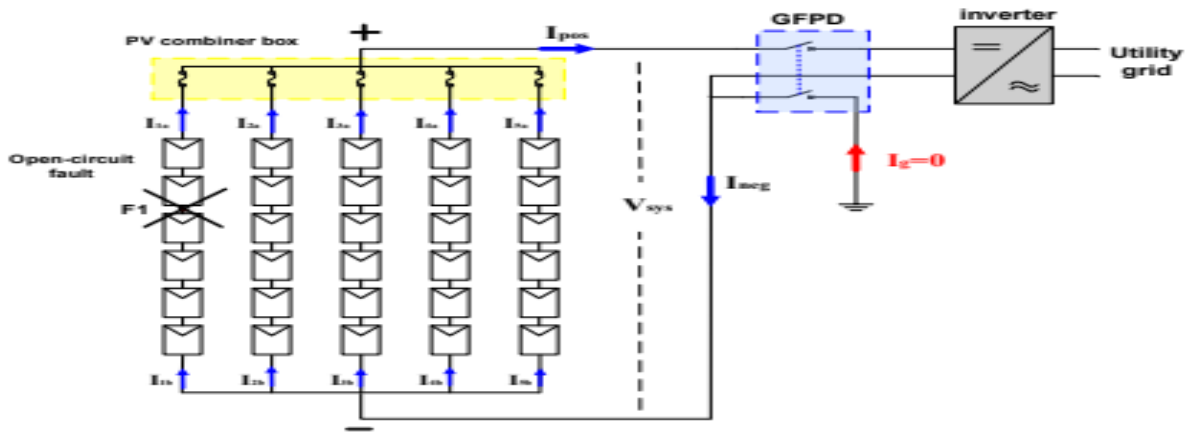 GFPD
inverter
PV combiner box
+
Ipos
Utility
grid
I1a
I2a
I3a
I4a
I5a
Open-circuit
fault
F1
Ig=0
Ineg
Vsys
I1b
I2b
I3b
I4b
I5b
−